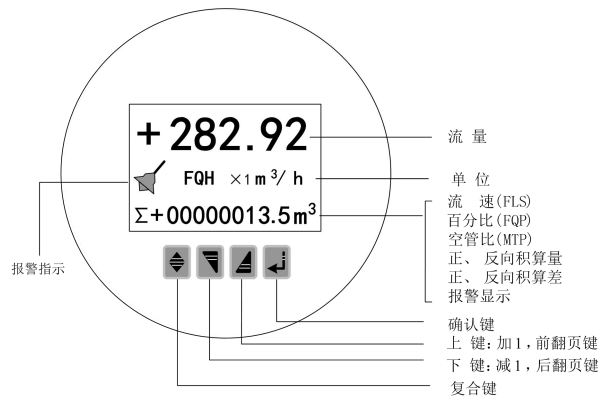 +282.92
流 量
FQH ×1m³/h
单 位
Σ+00000013.5m³
流 速(FLS)
百分比(FQP)
空管比(MTP)
正、反向积算量
正、反向积算差
报警显示
报警指示
确认键
上 键:加1,前翻页键
下 键:减1,后翻页键
复合键